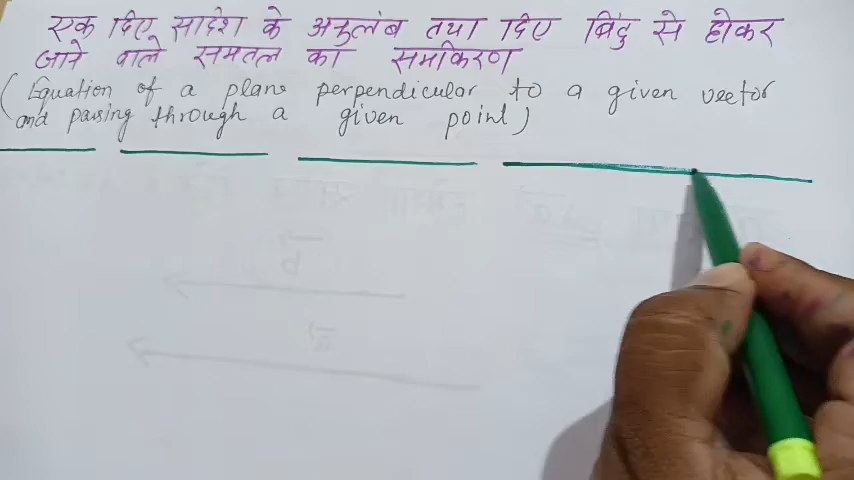 एक दिए सादिश के अनुलंब तथा दिए बिंदु से होकर
जाने वाले समतल का समीकरण
(Equation of a plane perpendicular to a given vector
and passing through a given point)